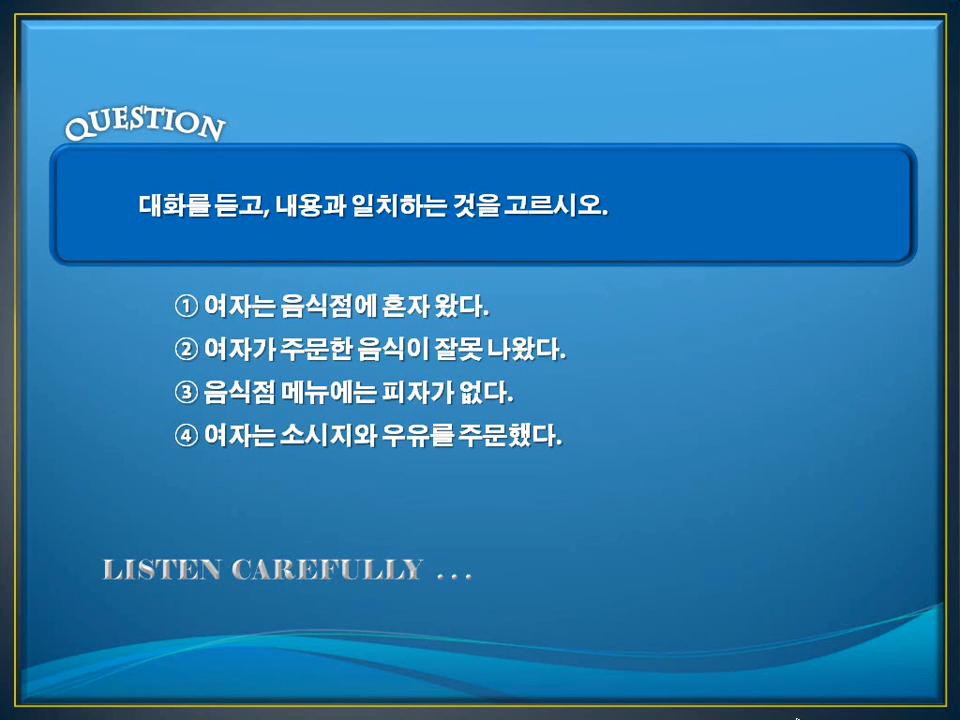 QUESTION
대화를 듣고, 내용과 일치하는 것을 고르시오.
① 여자는 음식점에 혼자 왔다.
② 여자가 주문한 음식이 잘못 나왔다.
③ 음식점 메뉴에는 피자가 없다.
④ 여자는 소시지와 우유를 주문했다.
LISTEN CAREFULLY ...